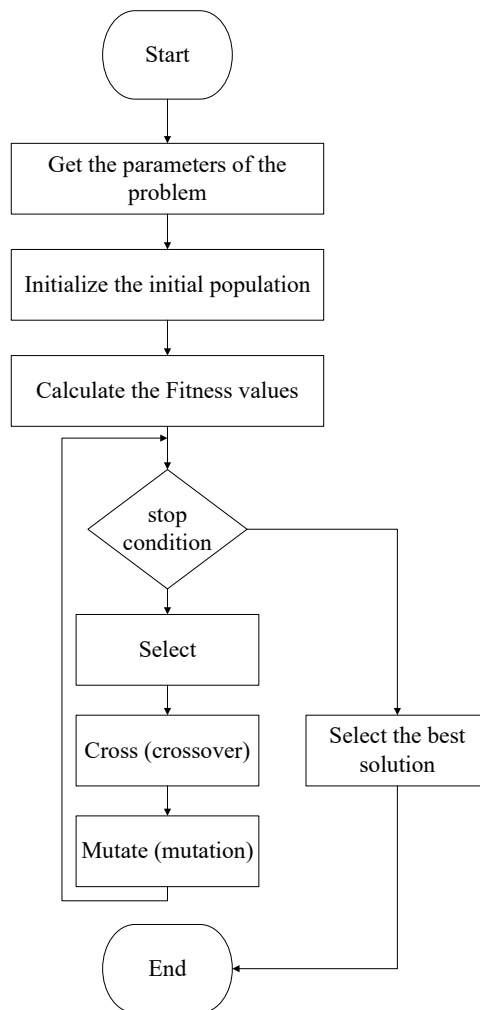 Start
Get the parameters of the
problem
Initialize the initial population
Calculate the Fitness values
stop
condition
Select
Cross (crossover)
Select the best
solution
Mutate (mutation)
End